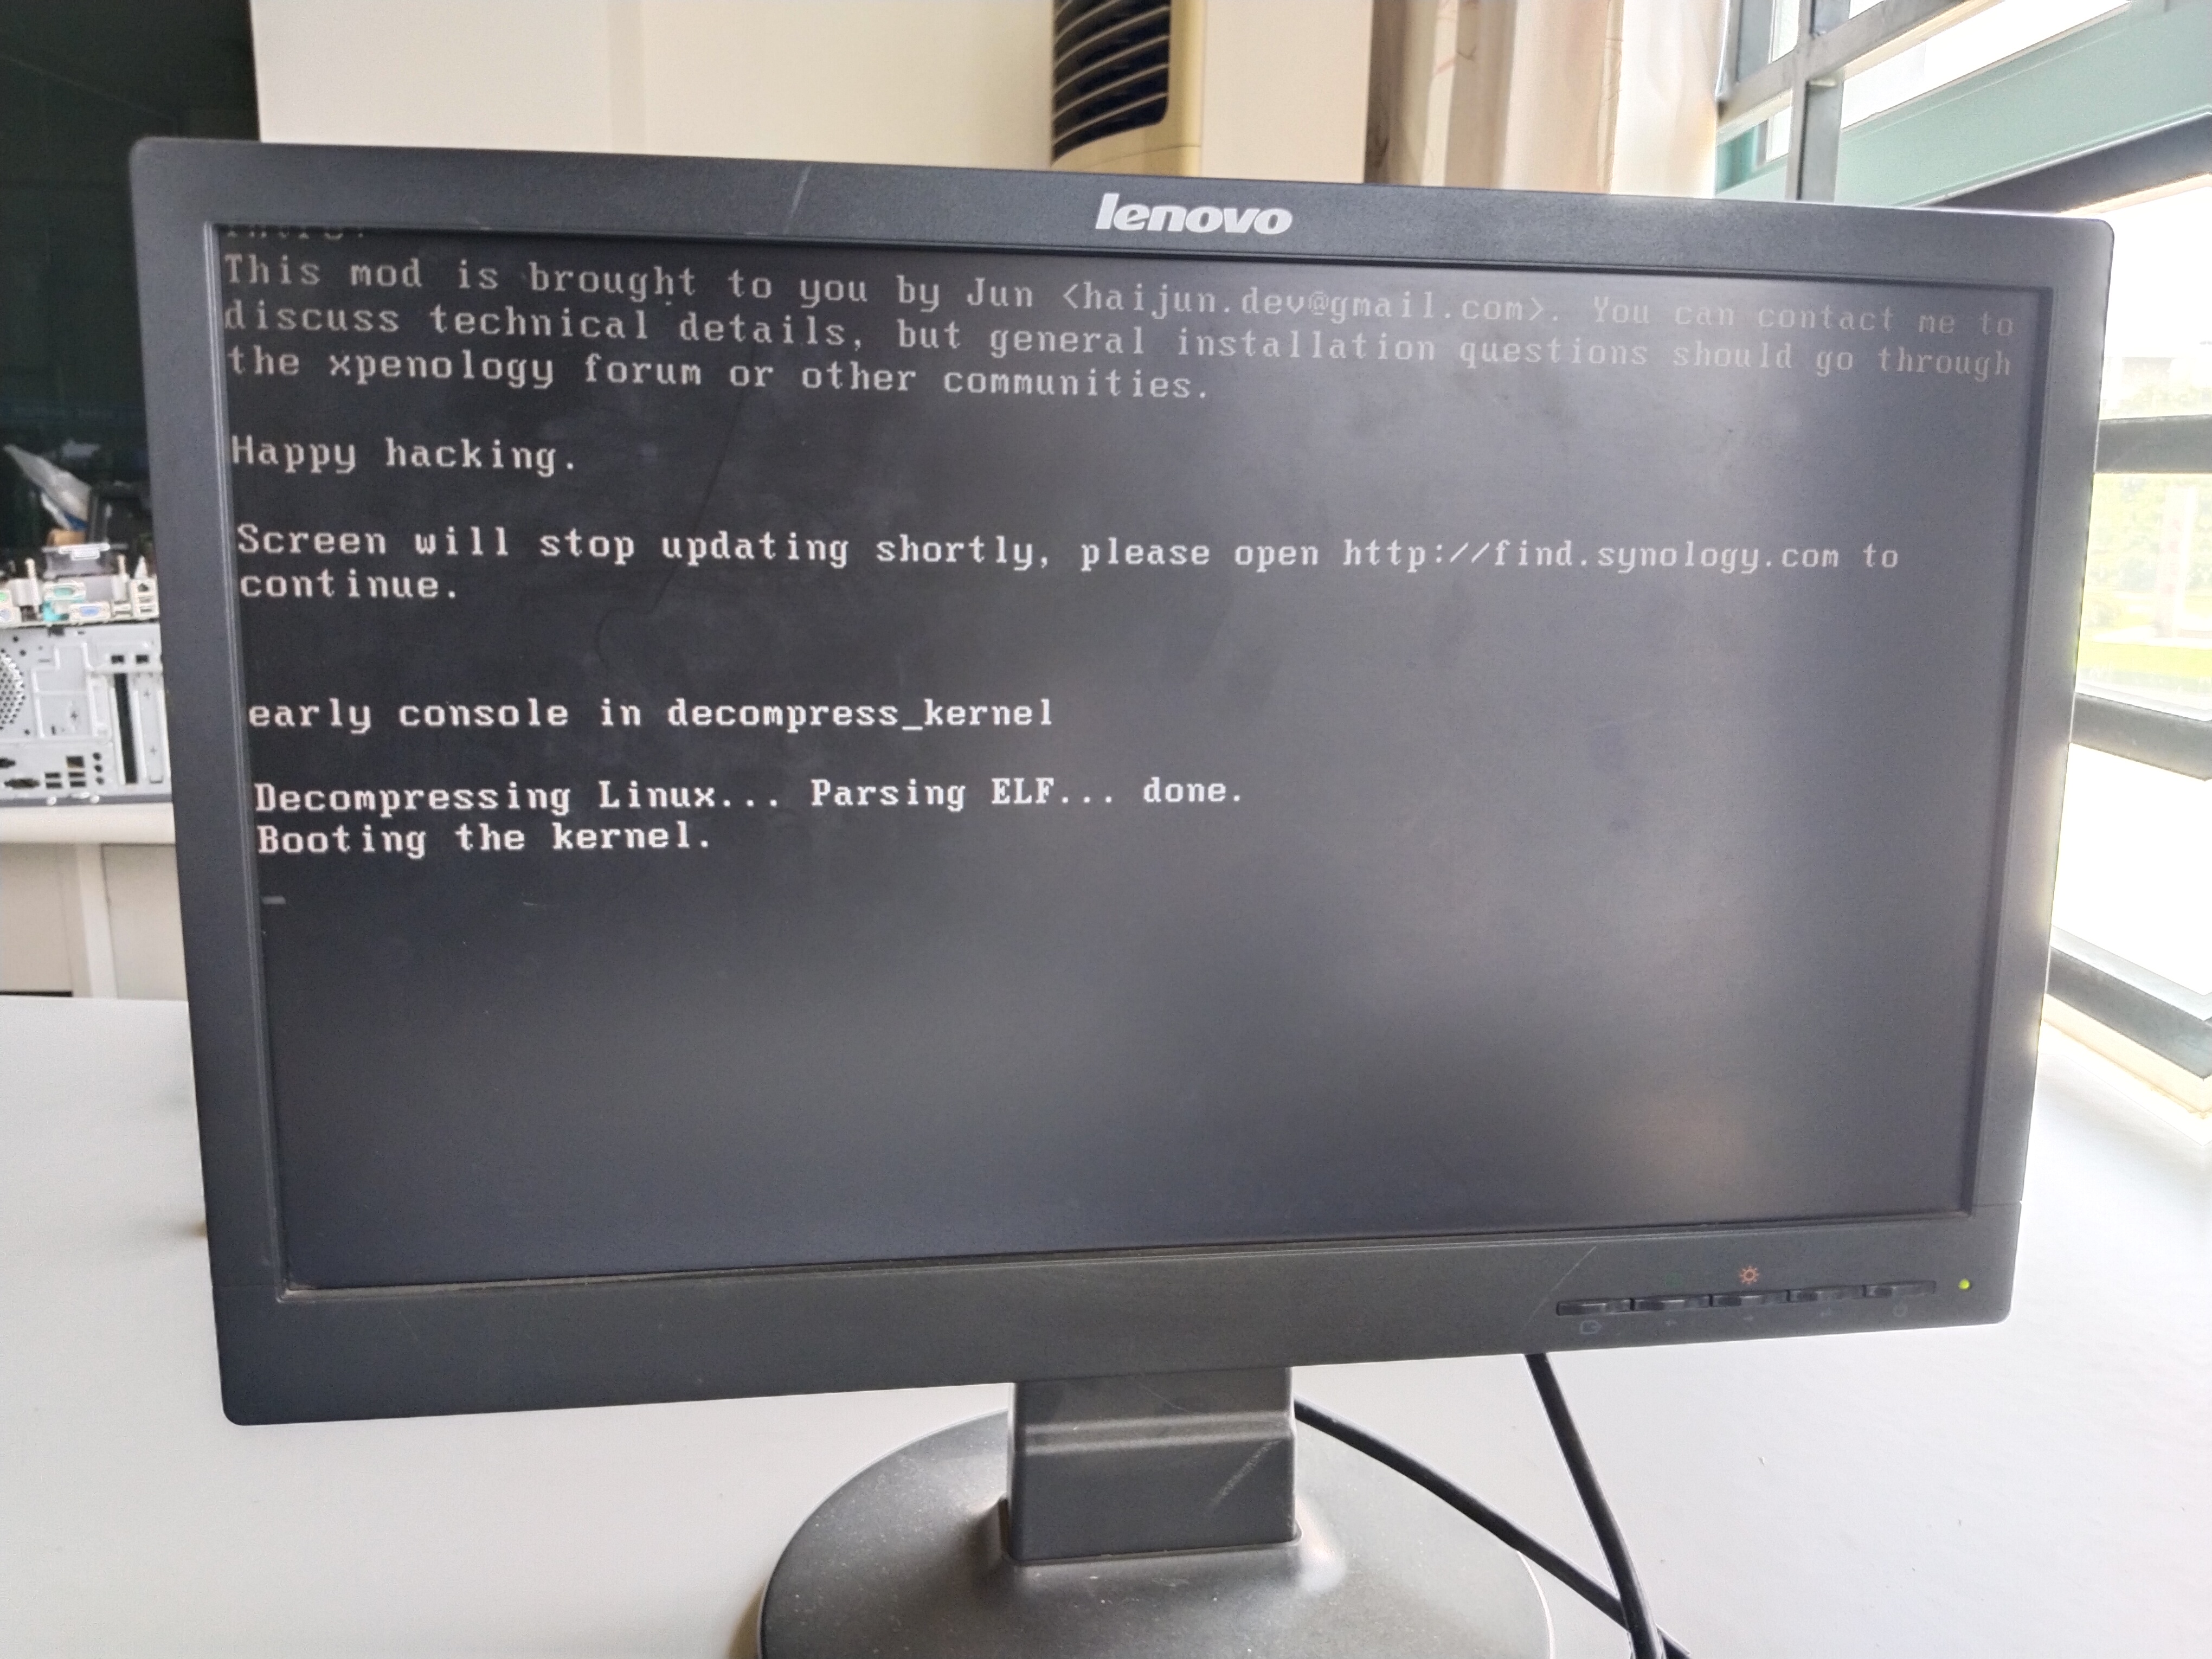 lenovo
This mod is brought to you by Jun <haijun.dev@gmail.com>. You can contact me to
discuss technical details, but general installation questions should go through
the xpenology forum or other communities.
Happy hacking.
Screen will stop updating shortly, please open http://find.synology.com to
continue.
early console in decompress_kernel
Decompressing Linux... Parsing ELF... done.
Booting the kernel.
_